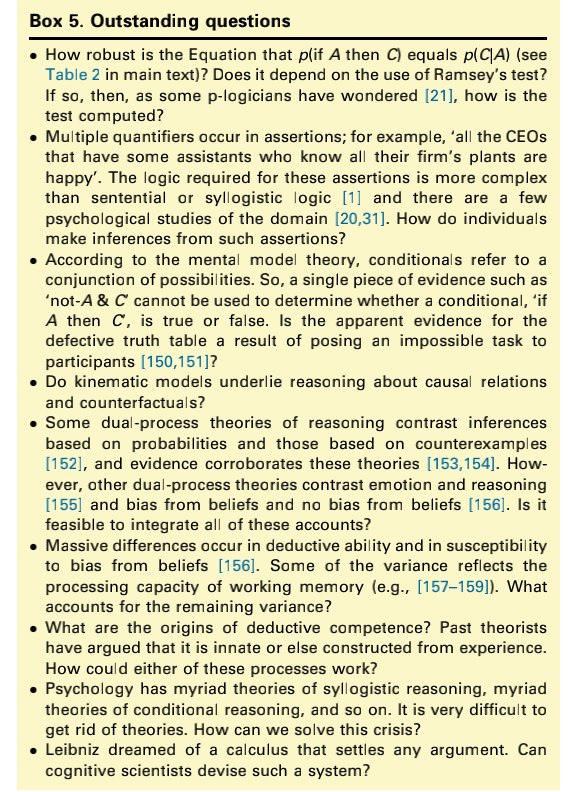 Box 5. Outstanding questions
• How robust is the Equation that p(if A then C) equals p(C|A) (see
Table 2 in main text)? Does it depend on the use of Ramsey's test?
If so, then, as some p-logicians have wondered [21], how is the
test computed?
• Multiple quantifiers occur in assertions; for example, 'all the CEOs
that have some assistants who know all their firm's plants are
happy'. The logic required for these assertions is more complex
than sentential or syllogistic logic [1] and there are a few
psychological studies of the domain [20,31]. How do individuals
make inferences from such assertions?
• According to the mental model theory, conditionals refer to a
conjunction of possibilities. So, a single piece of evidence such as
'not-A & C' cannot be used to determine whether a conditional, 'if
A then C', is true or false. Is the apparent evidence for the
defective truth table a result of posing an impossible task to
participants [150,151]?
• Do kinematic models underlie reasoning about causal relations
and counterfactuals?
• Some dual-process theories of reasoning contrast inferences
based on probabilities and those based on counterexamples
[152], and evidence corroborates these theories [153,154]. How-
ever, other dual-process theories contrast emotion and reasoning
[155] and bias from beliefs and no bias from beliefs [156]. Is it
feasible to integrate all of these accounts?
• Massive differences occur in deductive ability and in susceptibility
to bias from beliefs [156]. Some of the variance reflects the
processing capacity of working memory (e.g., [157–159]). What
accounts for the remaining variance?
• What are the origins of deductive competence? Past theorists
have argued that it is innate or else constructed from experience.
How could either of these processes work?
• Psychology has myriad theories of syllogistic reasoning, myriad
theories of conditional reasoning, and so on. It is very difficult to
get rid of theories. How can we solve this crisis?
• Leibniz dreamed of a calculus that settles any argument. Can
cognitive scientists devise such a system?